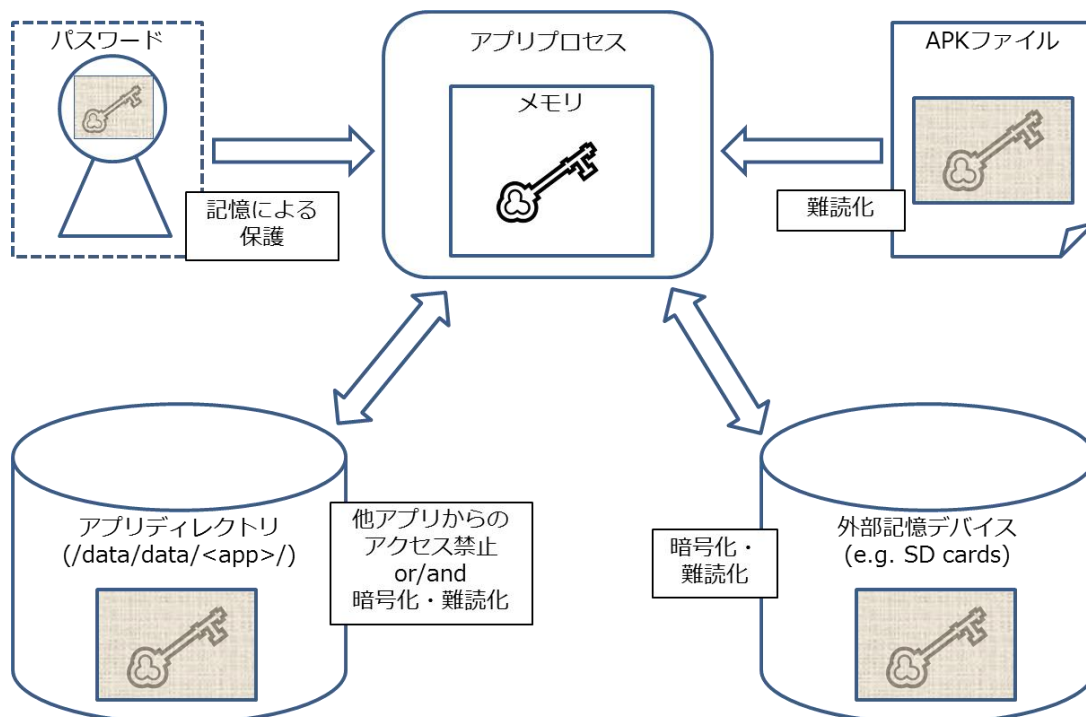 パスワード
アプリプロセス
APKファイル
メモリ
記憶による
保護
難読化
アプリディレクトリ
(/data/data/<app>/)
他アプリからの
アクセス禁止
or/and
暗号化・難読化
暗号化・
難読化
外部記憶デバイス
(e.g. SD cards)